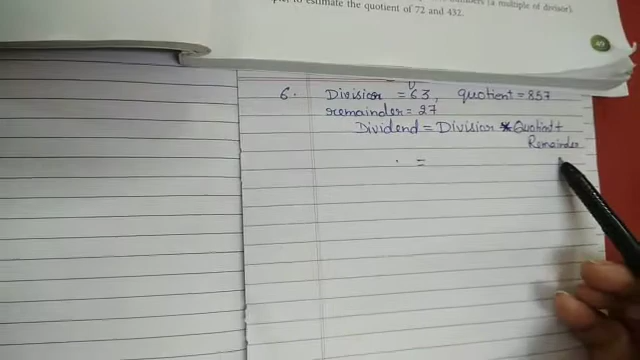 to estimate the quotient of 72 and 432.
6. Divisior = 63, quotient = 857
remainder = 27
Dividend = Divisior * Quotient +
Remainder
=